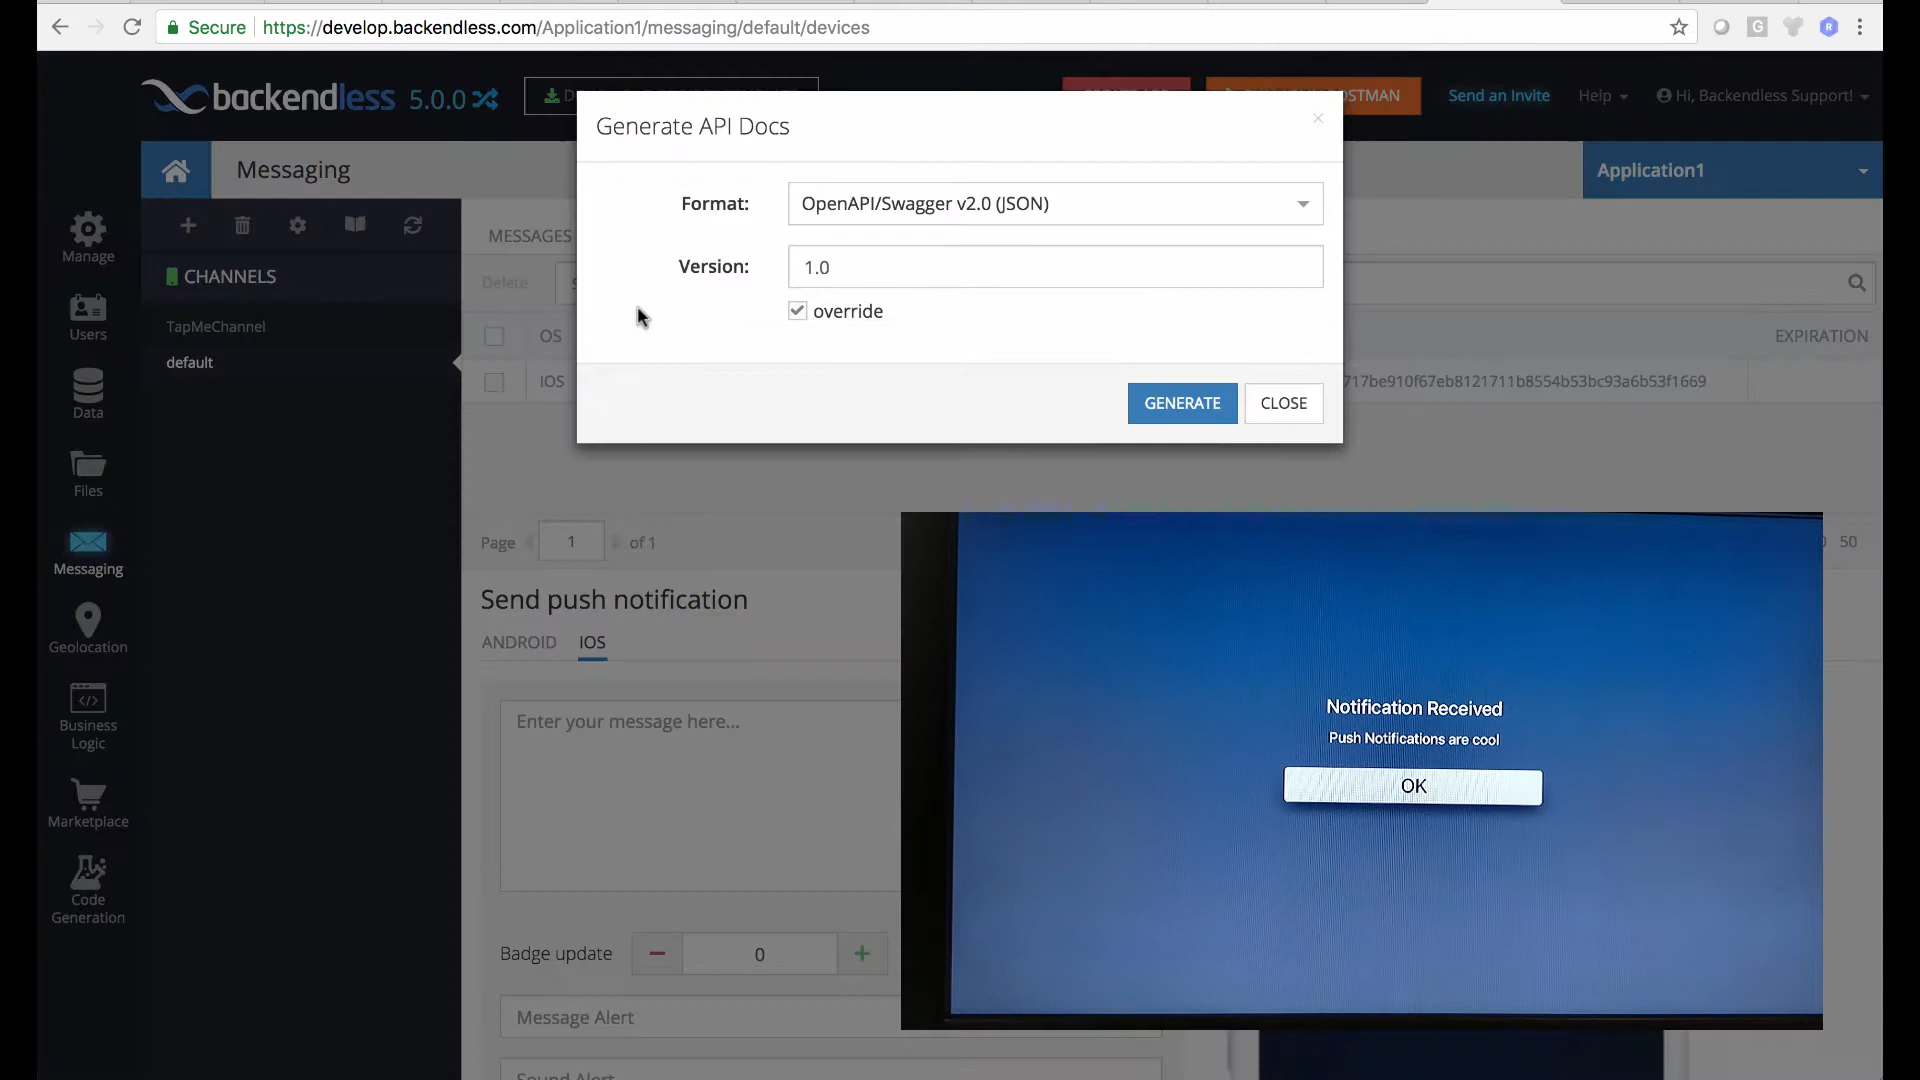 Secure
https://develop.backendless.com/Application1/messaging/default/devices
backendless 5.0.0
Send an Invite
Help
Hi, Backendless Support!
Generate API Docs
Messaging
Application1
Format:
OpenAPI/Swagger v2.0 (JSON)
Manage
MESSAGES
Version:
1.0
CHANNELS
Delete
override
Users
TapMeChannel
OS
EXPIRATION
default
IOS
717be910f67eb8121711b8554b53bc93a6b53f1669
Data
GENERATE
CLOSE
Files
Page
1
of 1
50
Messaging
Send push notification
ANDROID
IOS
Geolocation
Enter your message here...
Notification Received
Push Notifications are cool
OK
Business
Logic
Marketplace
Code
Generation
Badge update
0
Message Alert